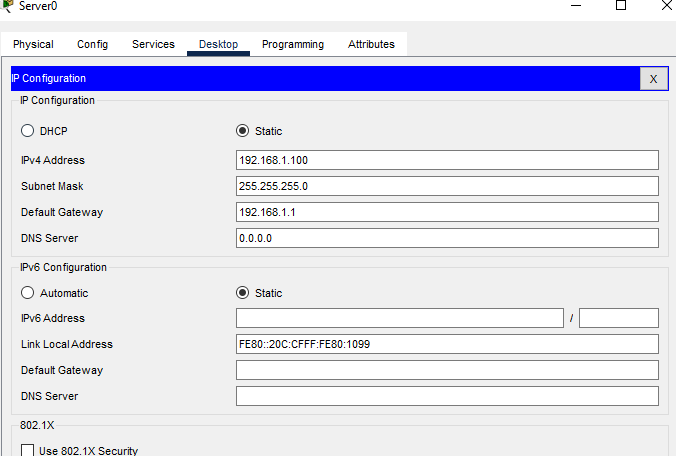 Server0
Physical Config Services Desktop Programming Attributes
IP Configuration X
IP Configuration
DHCP Static
IPv4 Address 192.168.1.100
Subnet Mask 255.255.255.0
Default Gateway 192.168.1.1
DNS Server 0.0.0.0
IPv6 Configuration
Automatic Static
IPv6 Address /
Link Local Address FE80::20C:CFFF:FE80:1099
Default Gateway
DNS Server
802.1X
Use 802.1X Security